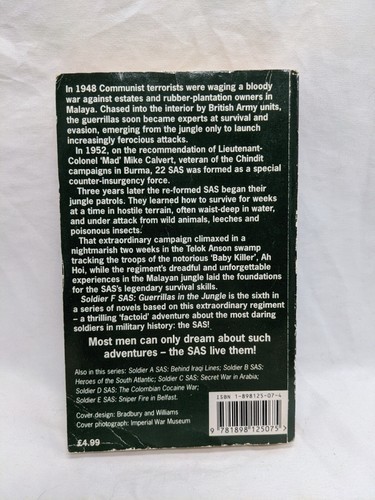 In 1948 Communist terrorists were waging a bloody
war against estates and rubber-plantation owners in
Malaya. Chased into the interior by British Army units,
the guerrillas soon became experts at survival and
evasion, emerging from the jungle only to launch
increasingly ferocious attacks.
In 1952, on the recommendation of Lieutenant-
Colonel 'Mad' Mike Calvert, veteran of the Chindit
campaigns in Burma, 22 SAS was formed as a special
counter-insurgency force.
Three years later the re-formed SAS began their
jungle patrols. They learned how to survive for weeks
at a time in hostile terrain, often waist-deep in water,
and under attack from wild animals, leeches and
poisonous insects.
That extraordinary campaign climaxed in a
nightmarish two weeks in the Telok Anson swamp
tracking the troops of the notorious 'Baby Killer', Ah
Hoi, while the regiment's dreadful and unforgettable
experiences in the Malayan jungle laid the foundations
for the SAS's legendary survival skills.
Soldier F SAS: Guerrillas in the Jungle is the sixth in
a series of novels based on this extraordinary regiment
– a thrilling 'factoid' adventure about the most daring
soldiers in military history: the SAS!
Most men can only dream about such
adventures – the SAS live them!
Also in this series: Soldier A SAS: Behind Iraqi Lines; Soldier B SAS:
Heroes of the South Atlantic; Soldier C SAS: Secret War in Arabia;
Soldier D SAS: The Colombian Cocaine War;
Soldier E SAS: Sniper Fire in Belfast.
Cover design: Bradbury and Williams
Cover photograph: Imperial War Museum
£4.99
ISBN 1-898125-07-4
9 781898 125075 >